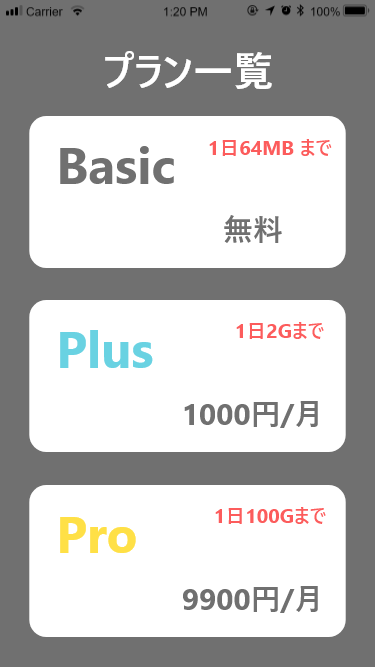 Carrier 1:20 PM 100%
プラン一覧
Basic
1日64MB まで
無料
Plus
1日2Gまで
1000円/月
Pro
1日100Gまで
9900円/月